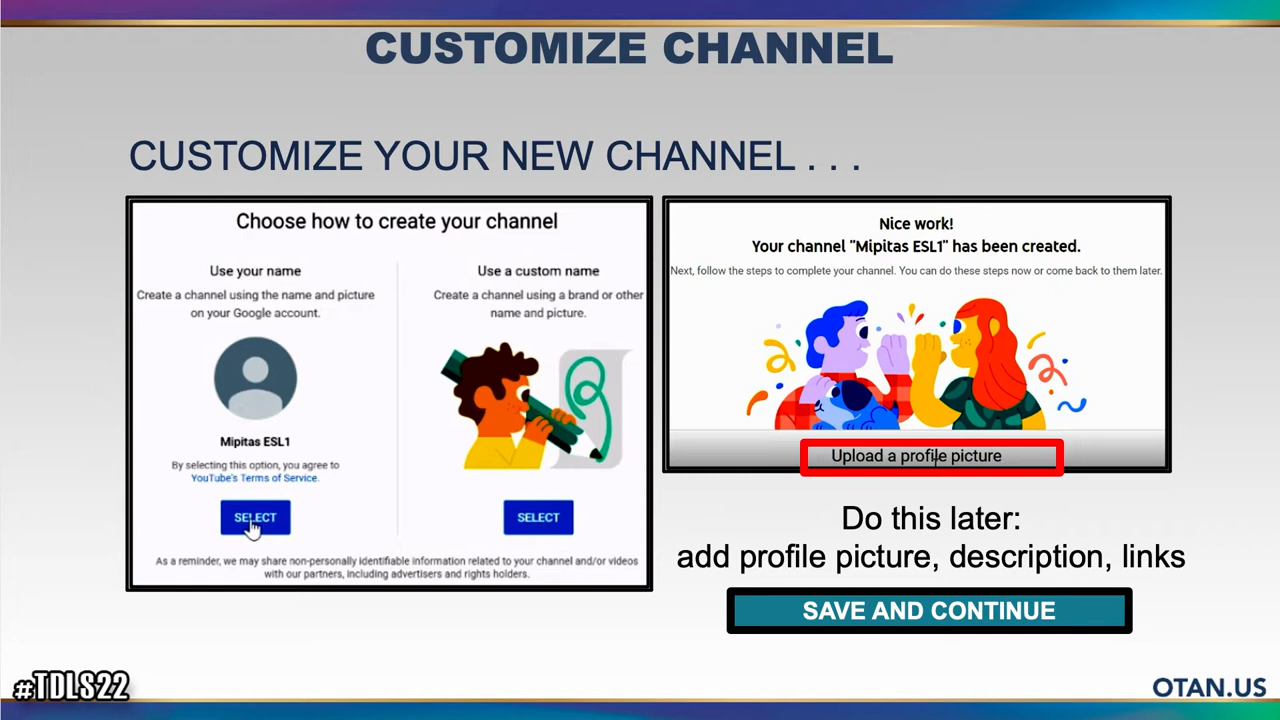 CUSTOMIZE CHANNEL
CUSTOMIZE YOUR NEW CHANNEL . . .
Choose how to create your channel
Use your name
Create a channel using the name and picture
on your Google account.
Mipitas ESL1
By selecting this option, you agree to
YouTube's Terms of Service.
SELECT
Use a custom name
Create a channel using a brand or other
name and picture.
SELECT
As a reminder, we may share non-personally identifiable information related to your channel and/or videos
with our partners, including advertisers and rights holders.
Nice work!
Your channel "Mipitas ESL1" has been created.
Next, follow the steps to complete your channel. You can do these steps now or come back to them later.
Upload a profile picture
Do this later:
add profile picture, description, links
SAVE AND CONTINUE
#TDLS22
OTAN.US